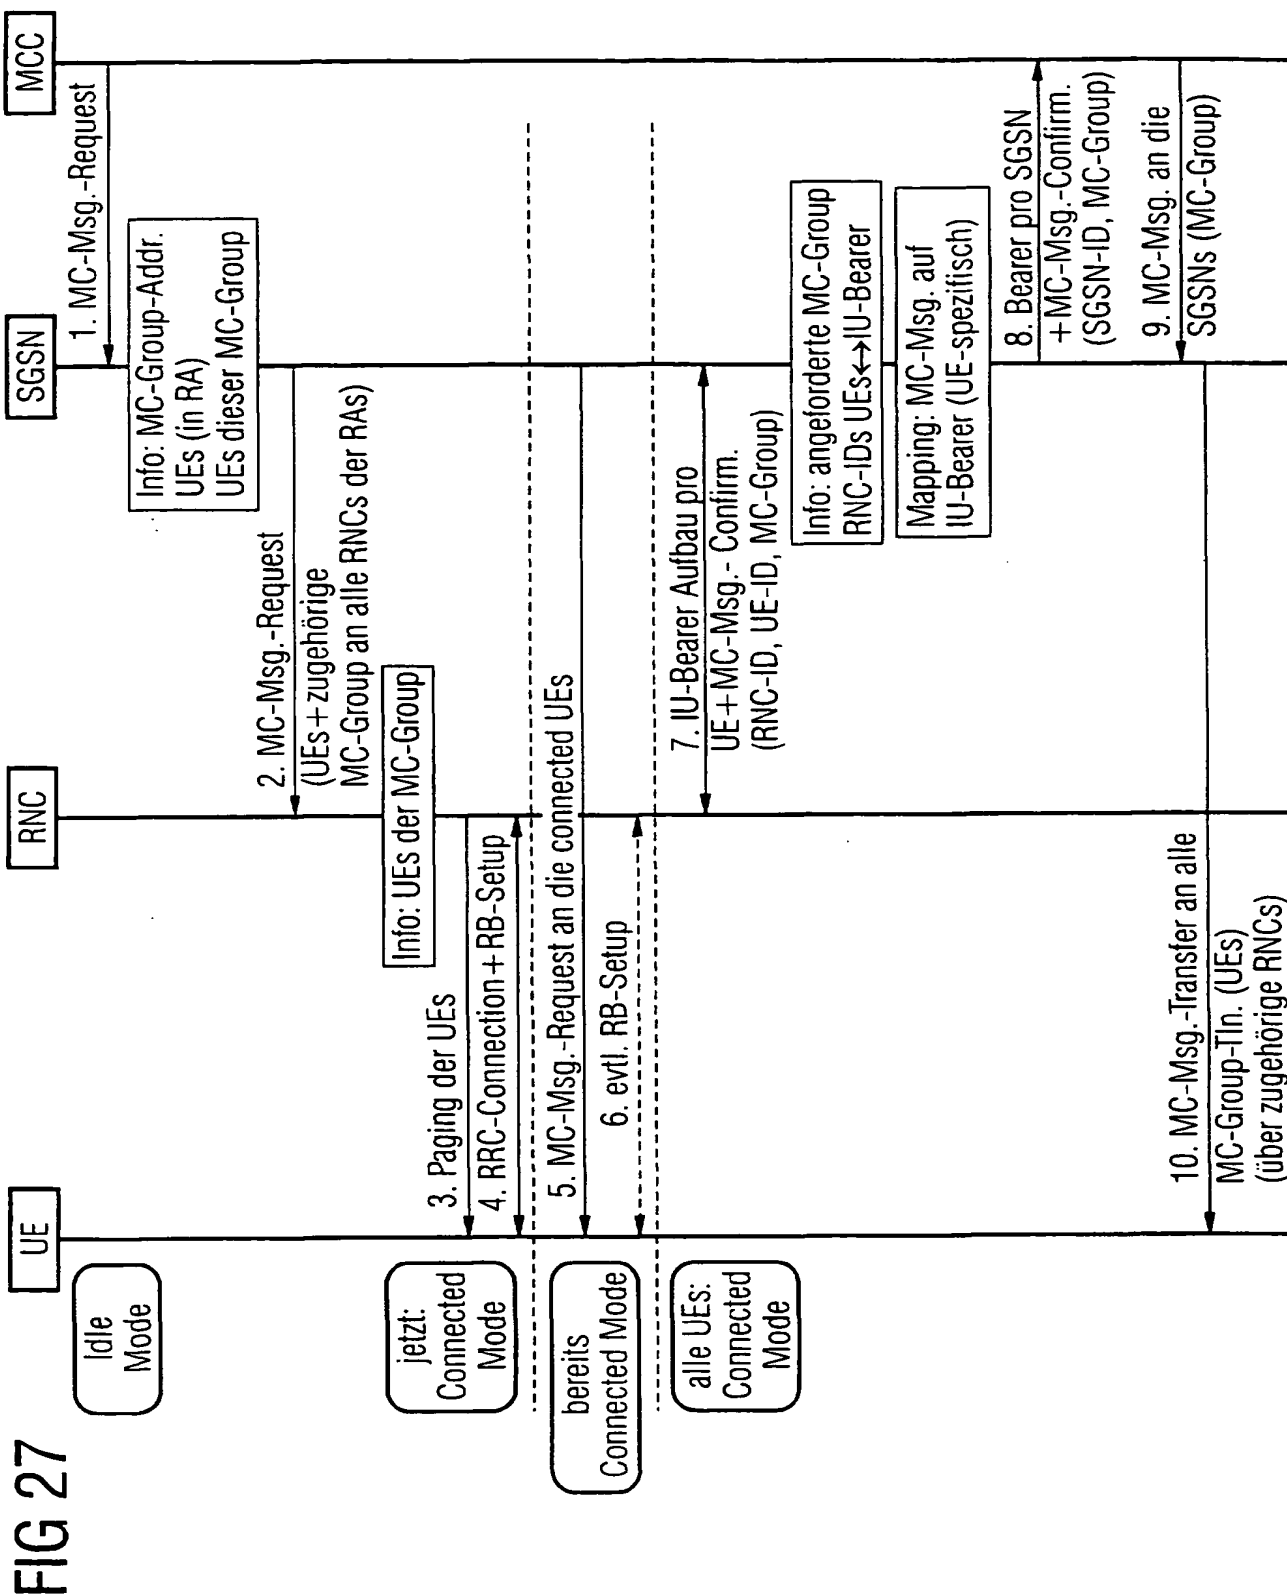 FIG 27
UE
RNC
SGSN
MCC
Idle
Mode
1. MC-Msg.-Request
Info: MC-Group-Addr.
UEs (in RA)
UEs dieser MC-Group
2. MC-Msg.-Request
(UEs+zugehörige
MC-Group an alle RNCs der RAs)
Info: UEs der MC-Group
jetzt:
Connected
Mode
3. Paging der UEs
4. RRC-Connection+RB-Setup
bereits
Connected Mode
5. MC-Msg.-Request an die connected UEs
6. evtl. RB-Setup
alle UEs:
Connected
Mode
7. IU-Bearer Aufbau pro
UE+MC-Msg.- Confirm.
(RNC-ID, UE-ID, MC-Group)
Info: angeforderte MC-Group
RNC-IDs UEs↔IU-Bearer
Mapping: MC-Msg. auf
IU-Bearer (UE-spezifisch)
8. Bearer pro SGSN
+MC-Msg.-Confirm.
(SGSN-ID, MC-Group)
9. MC-Msg. an die
SGSNs (MC-Group)
10. MC-Msg.-Transfer an alle
MC-Group-Tln. (UEs)
(über zugehörige RNCs)